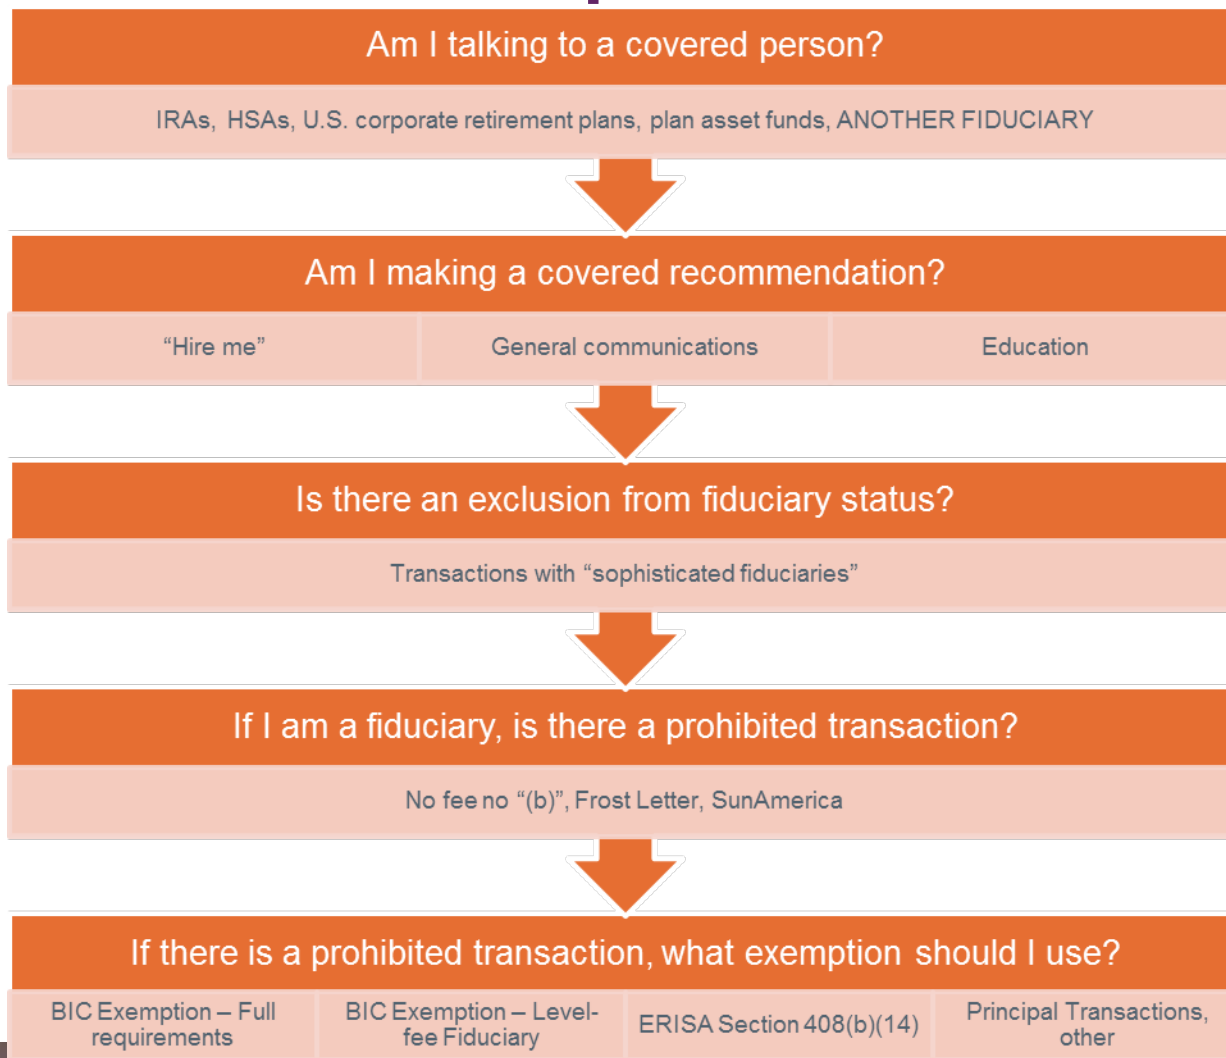 Am I talking to a covered person?
IRAs, HSAs, U.S. corporate retirement plans, plan asset funds, ANOTHER FIDUCIARY
Am I making a covered recommendation?
“Hire me”
General communications
Education
Is there an exclusion from fiduciary status?
Transactions with “sophisticated fiduciaries”
If I am a fiduciary, is there a prohibited transaction?
No fee no “(b)”, Frost Letter, SunAmerica
If there is a prohibited transaction, what exemption should I use?
BIC Exemption – Full
requirements
BIC Exemption – Level-
fee Fiduciary
ERISA Section 408(b)(14)
Principal Transactions,
other